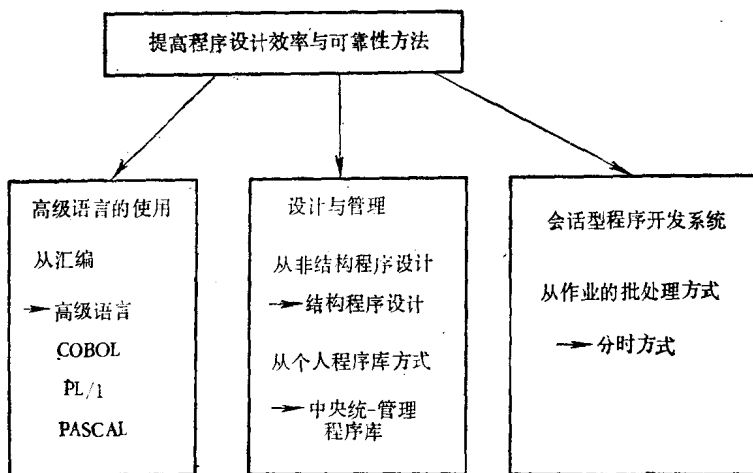 提高程序设计效率与可靠性方法
高级语言的使用
从汇编
→高级语言
COBOL
PL/1
PASCAL
设计与管理
从非结构程序设计
→结构程序设计
从个人程序库方式
→中央统-管理
程序库
会话型程序开发系统
从作业的批处理方式
→分时方式